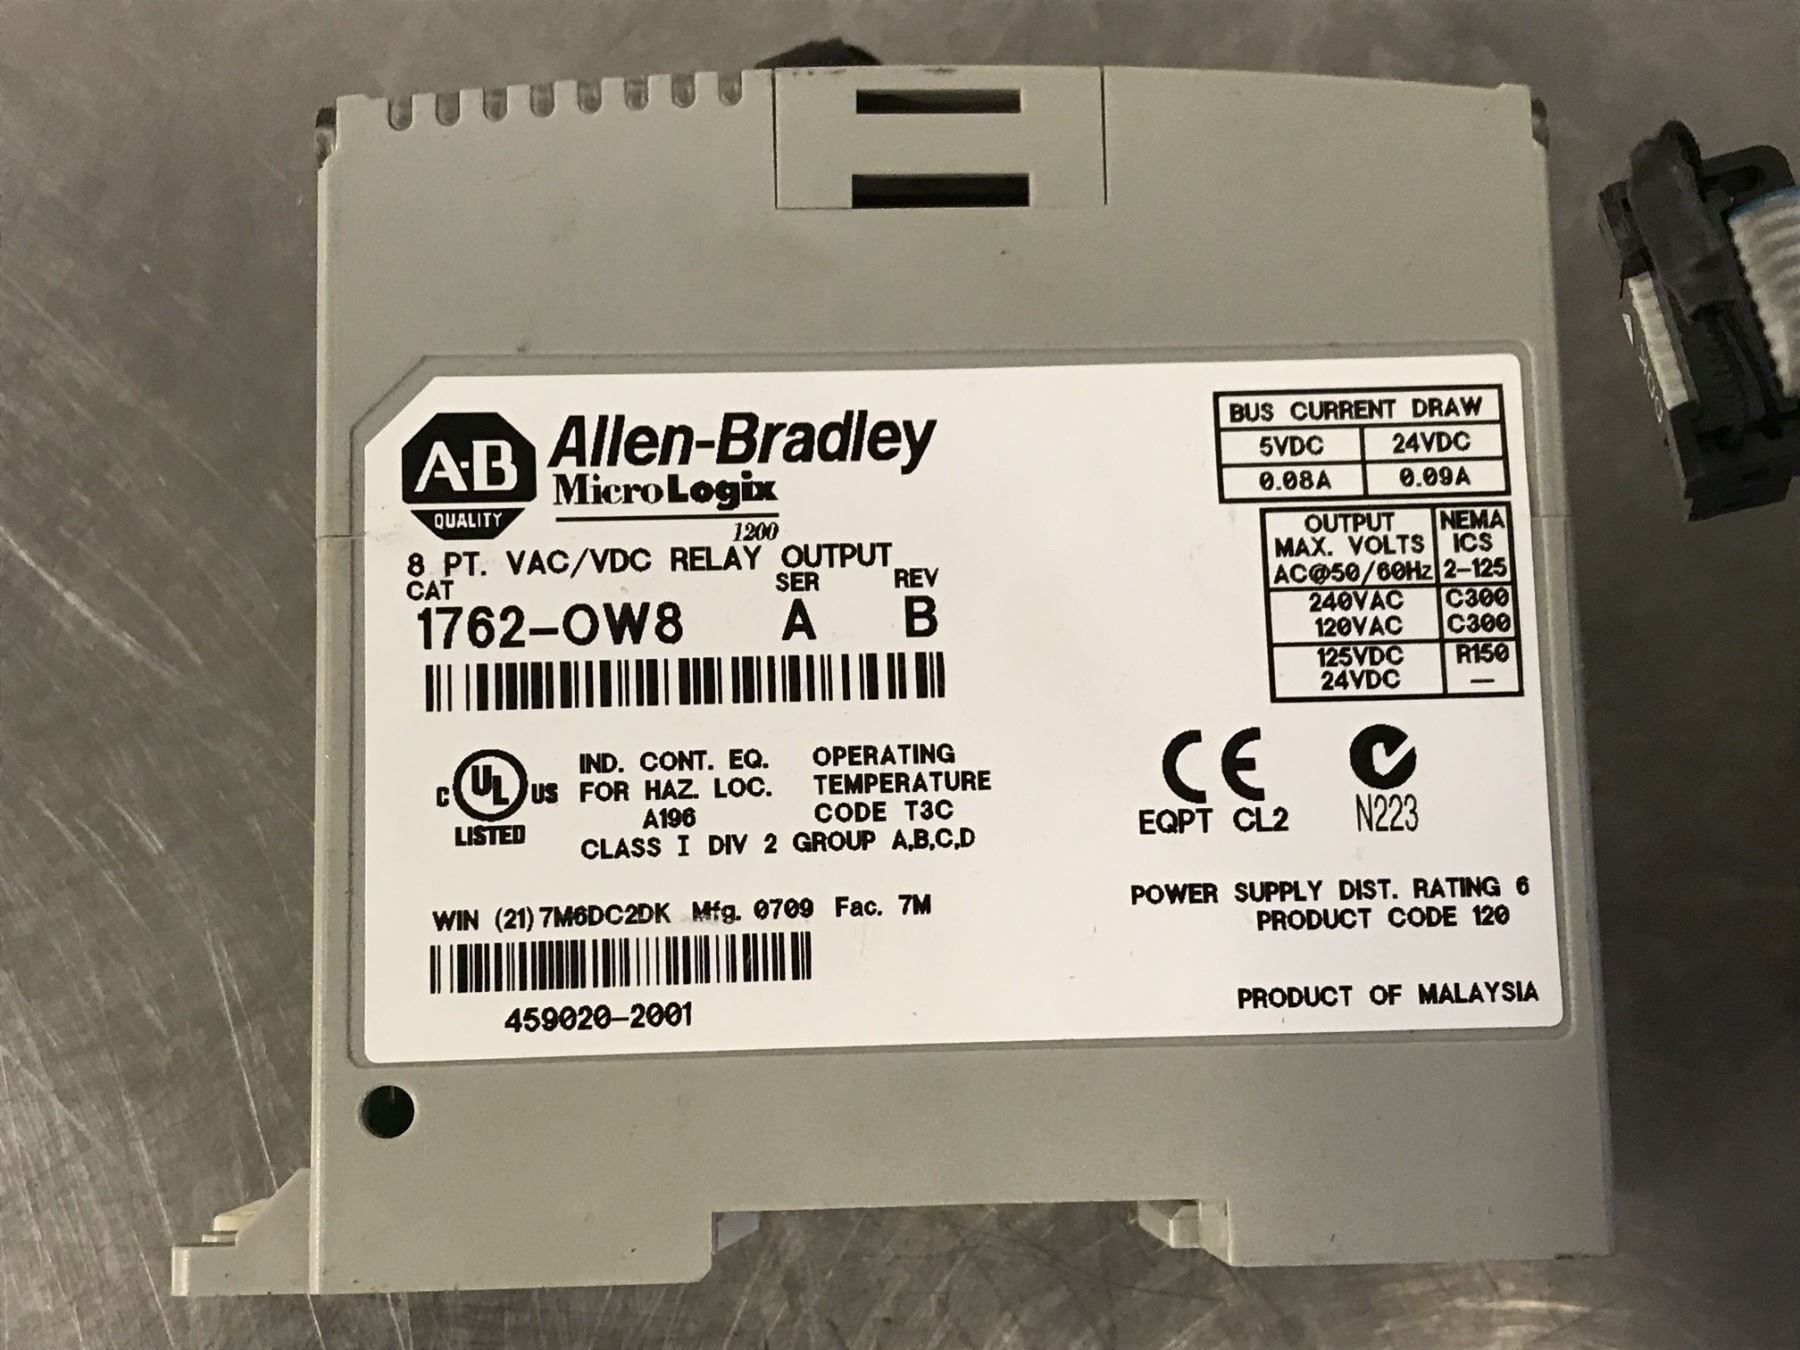 A-B
QUALITY
Allen-Bradley
MicroLogix
1200
8 PT. VAC/VDC RELAY OUTPUT
CAT SER REV
1762-OW8 A B
BUS CURRENT DRAW
5VDC 24VDC
0.08A 0.09A
OUTPUT NEMA
MAX. VOLTS ICS
AC@50/60Hz 2-125
240VAC C300
120VAC C300
125VDC R150
24VDC —
C UL US
LISTED
IND. CONT. EQ.
FOR HAZ. LOC.
A196
OPERATING
TEMPERATURE
CODE T3C
CLASS I DIV 2 GROUP A,B,C,D
CE
EQPT CL2
N223
WIN (21) 7M6DC2DK Mfg. 0709 Fac. 7M
459020-2001
POWER SUPPLY DIST. RATING 6
PRODUCT CODE 120
PRODUCT OF MALAYSIA